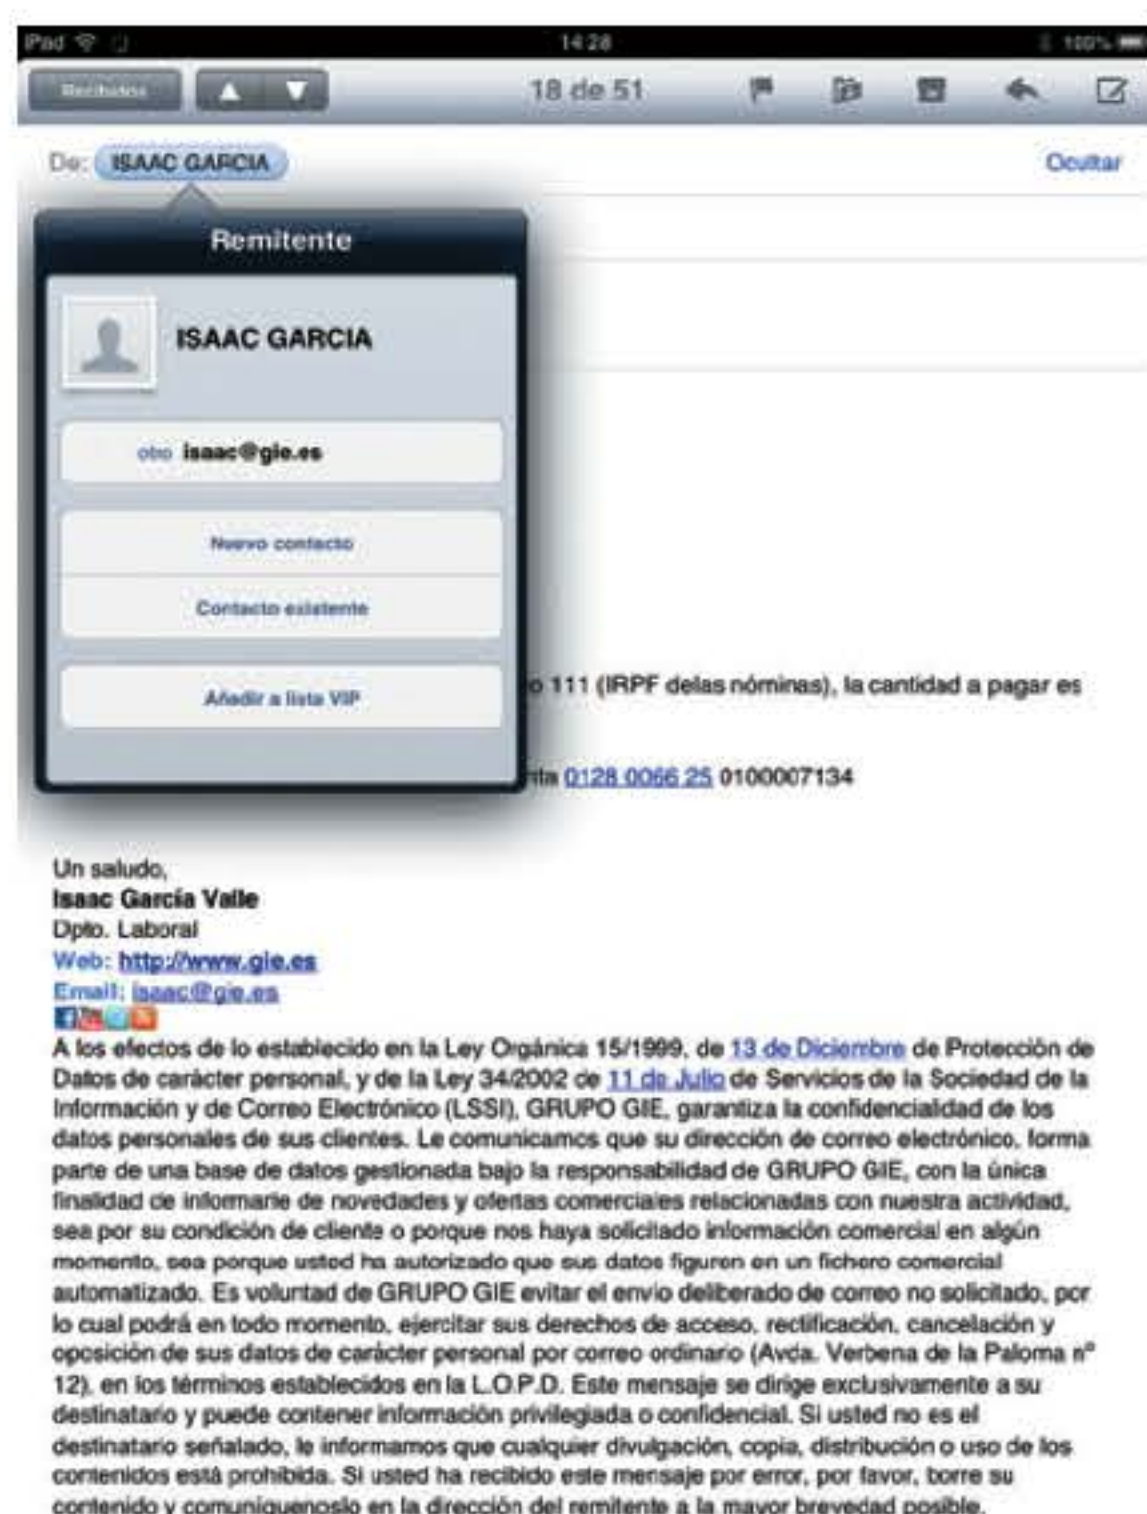 iPad 14:28 100%
Recibidos 18 de 51
De: ISAAC GARCIA Ocultar
Remitente
ISAAC GARCIA
otro isaac@gie.es
Nuevo contacto
Contacto existente
Añadir a lista VIP
o 111 (IRPF delas nóminas), la cantidad a pagar es
nta 0128 0066 25 0100007134
Un saludo,
Isaac García Valle
Dpto. Laboral
Web: http://www.gie.es
Email: isaac@gie.es
A los efectos de lo establecido en la Ley Orgánica 15/1999, de 13 de Diciembre de Protección de
Datos de carácter personal, y de la Ley 34/2002 de 11 de Julio de Servicios de la Sociedad de la
Información y de Correo Electrónico (LSSI), GRUPO GIE, garantiza la confidencialidad de los
datos personales de sus clientes. Le comunicamos que su dirección de correo electrónico, forma
parte de una base de datos gestionada bajo la responsabilidad de GRUPO GIE, con la única
finalidad de informarle de novedades y ofertas comerciales relacionadas con nuestra actividad,
sea por su condición de cliente o porque nos haya solicitado información comercial en algún
momento, sea porque usted ha autorizado que sus datos figuren en un fichero comercial
automatizado. Es voluntad de GRUPO GIE evitar el envio deliberado de correo no solicitado, por
lo cual podrá en todo momento, ejercitar sus derechos de acceso, rectificación, cancelación y
oposición de sus datos de carácter personal por correo ordinario (Avda. Verbena de la Paloma nº
12), en los términos establecidos en la L.O.P.D. Este mensaje se dirige exclusivamente a su
destinatario y puede contener información privilegiada o confidencial. Si usted no es el
destinatario señalado, le informamos que cualquier divulgación, copia, distribución o uso de los
contenidos está prohibida. Si usted ha recibido este mensaje por error, por favor, borre su
contenido y comuniquenoslo en la dirección del remitente a la mayor brevedad posible.